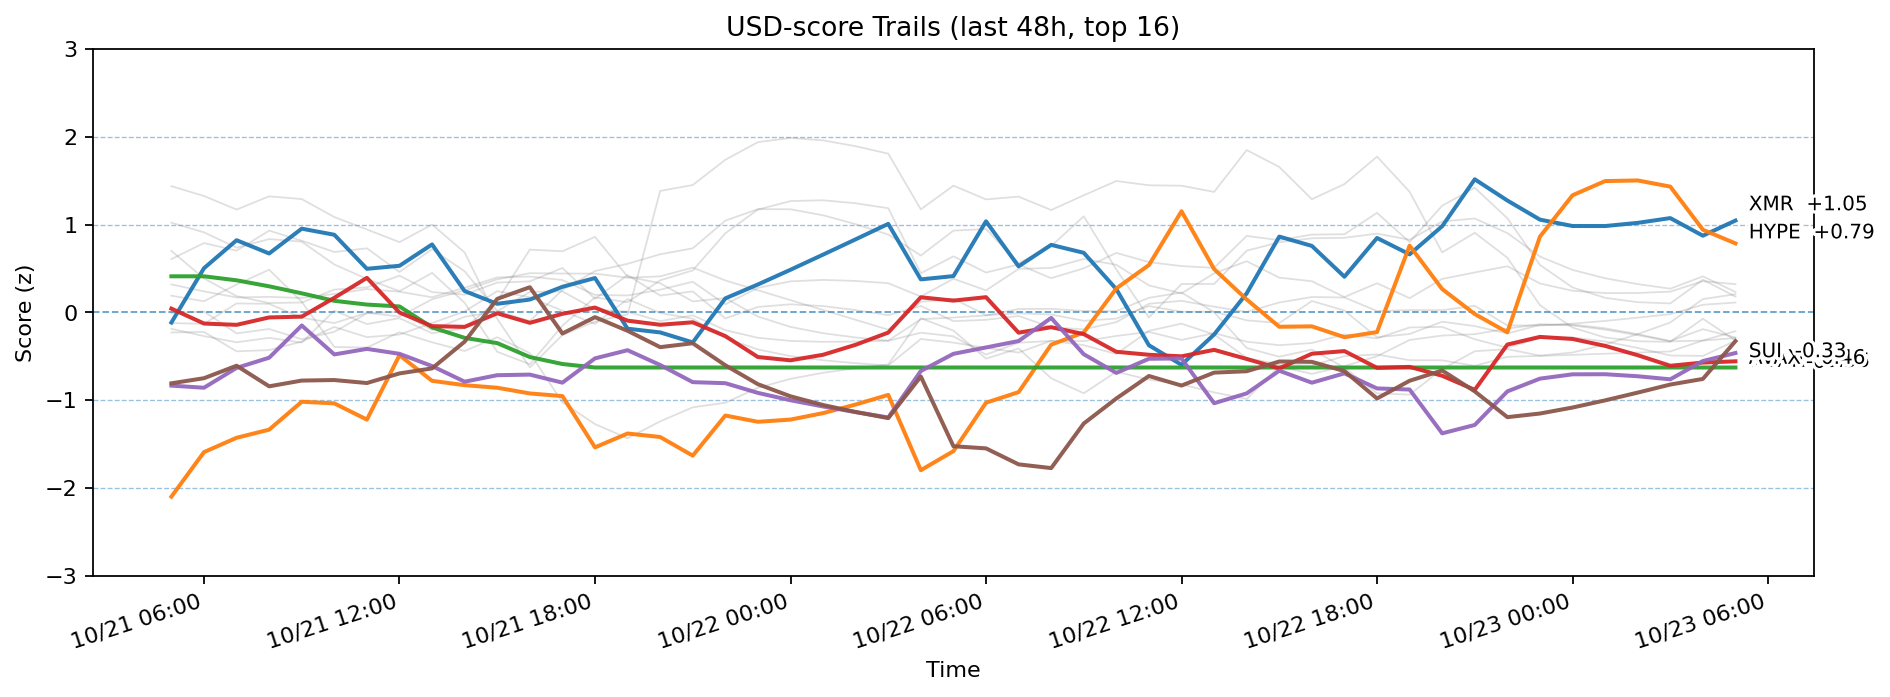 USD-score Trails (last 48h, top 16)
Score (z)
3
2
1
0
−1
−2
−3
XMR +1.05
HYPE +0.79
SUI -0.33
10/21 06:00
10/21 12:00
10/21 18:00
10/22 00:00
10/22 06:00
10/22 12:00
10/22 18:00
10/23 00:00
10/23 06:00
Time